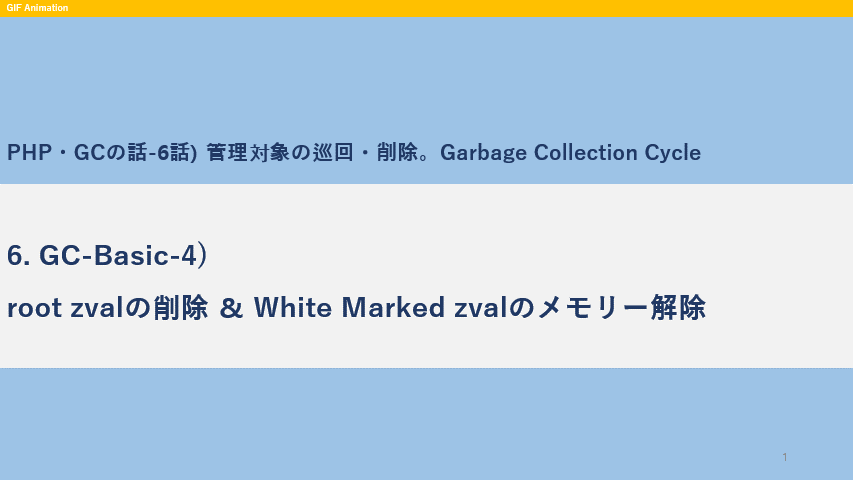 GIF Animation
PHP・GCの話-6話) 管理対象の巡回・削除。Garbage Collection Cycle
6. GC-Basic-4)
root zvalの削除 & White Marked zvalのメモリー解除
1